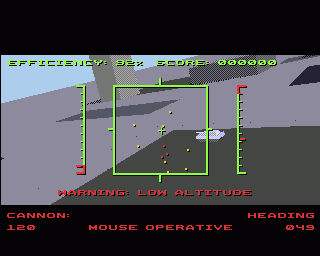 EFFICIENCY: 92% SCORE: 000000
WARNING: LOW ALTITUDE
CANNON: HEADING
120 MOUSE OPERATIVE 049